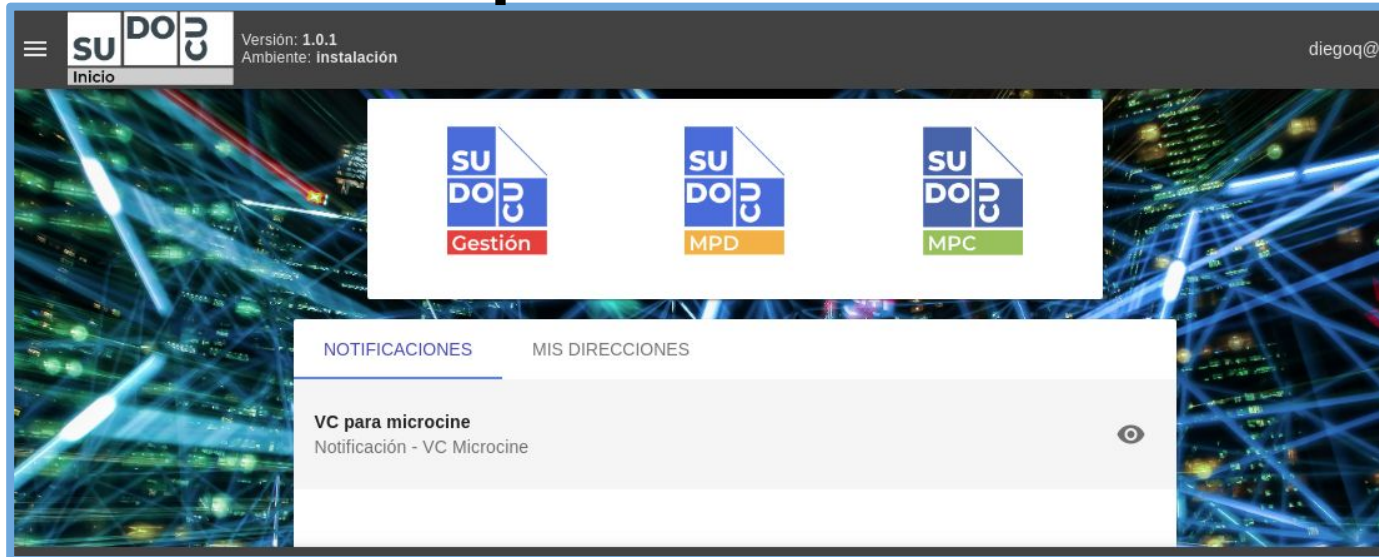 SU DO CU
Inicio
Versión: 1.0.1
Ambiente: instalación
diegoq@
SU
DO CU
Gestión
SU
DO CU
MPD
SU
DO CU
MPC
NOTIFICACIONES MIS DIRECCIONES
VC para microcine
Notificación - VC Microcine